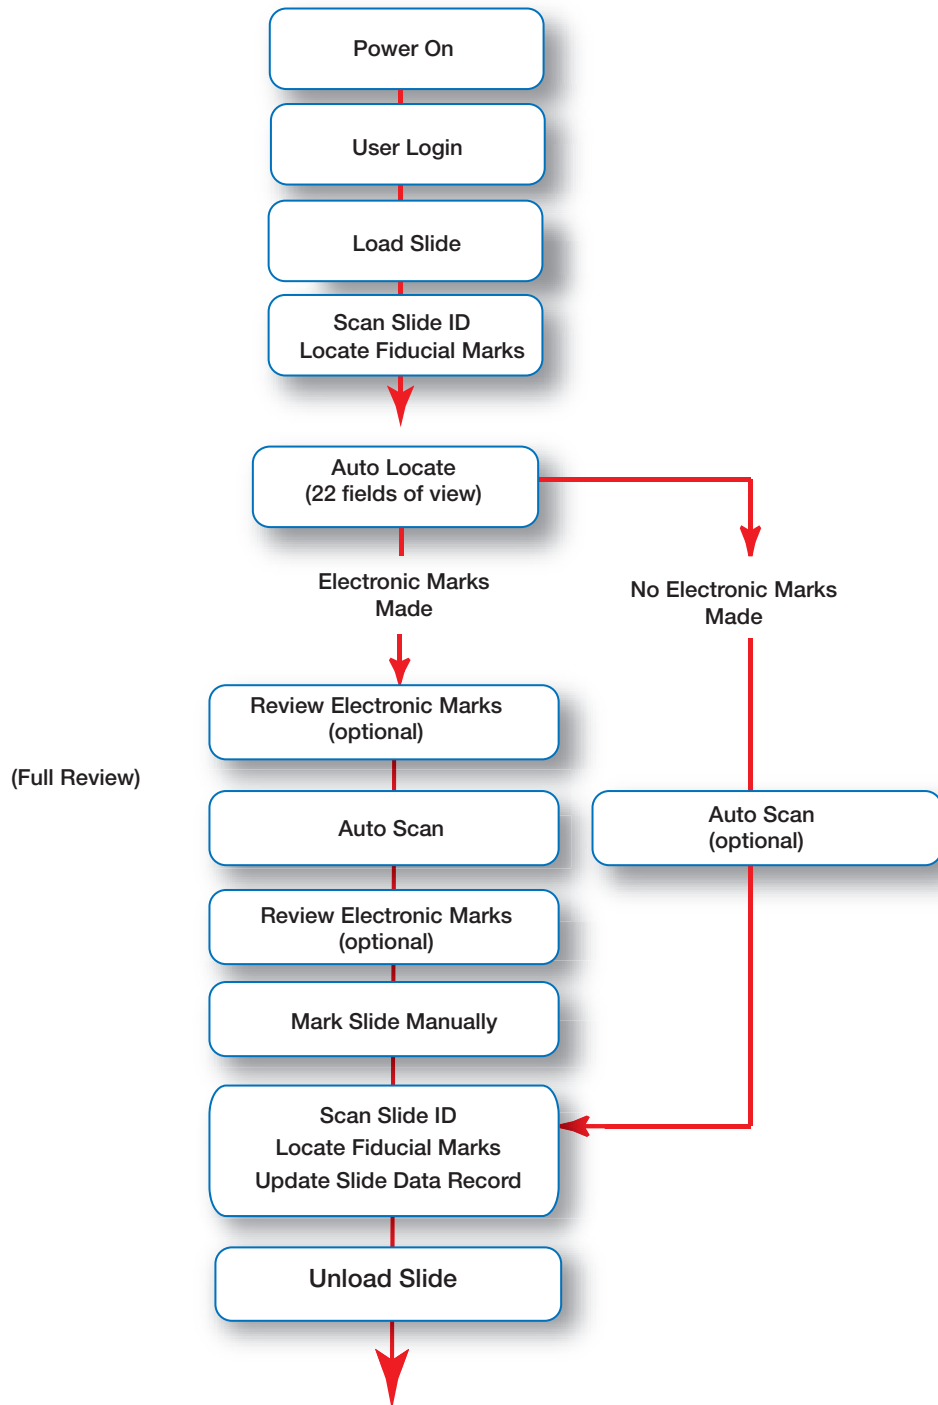 Power On
User Login
Load Slide
Scan Slide ID
Locate Fiducial Marks
Auto Locate
(22 fields of view)
Electronic Marks
Made
No Electronic Marks
Made
Review Electronic Marks
(optional)
(Full Review)
Auto Scan
Auto Scan
(optional)
Review Electronic Marks
(optional)
Mark Slide Manually
Scan Slide ID
Locate Fiducial Marks
Update Slide Data Record
Unload Slide